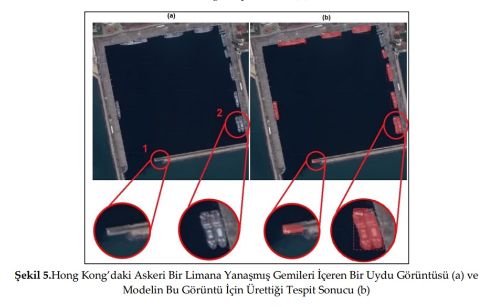 (a) (b)
2
1
Şekil 5.Hong Kong'daki Askeri Bir Limana Yanaşmış Gemileri İçeren Bir Uydu Görüntüsü (a) ve
Modelin Bu Görüntü İçin Ürettiği Tespit Sonucu (b)